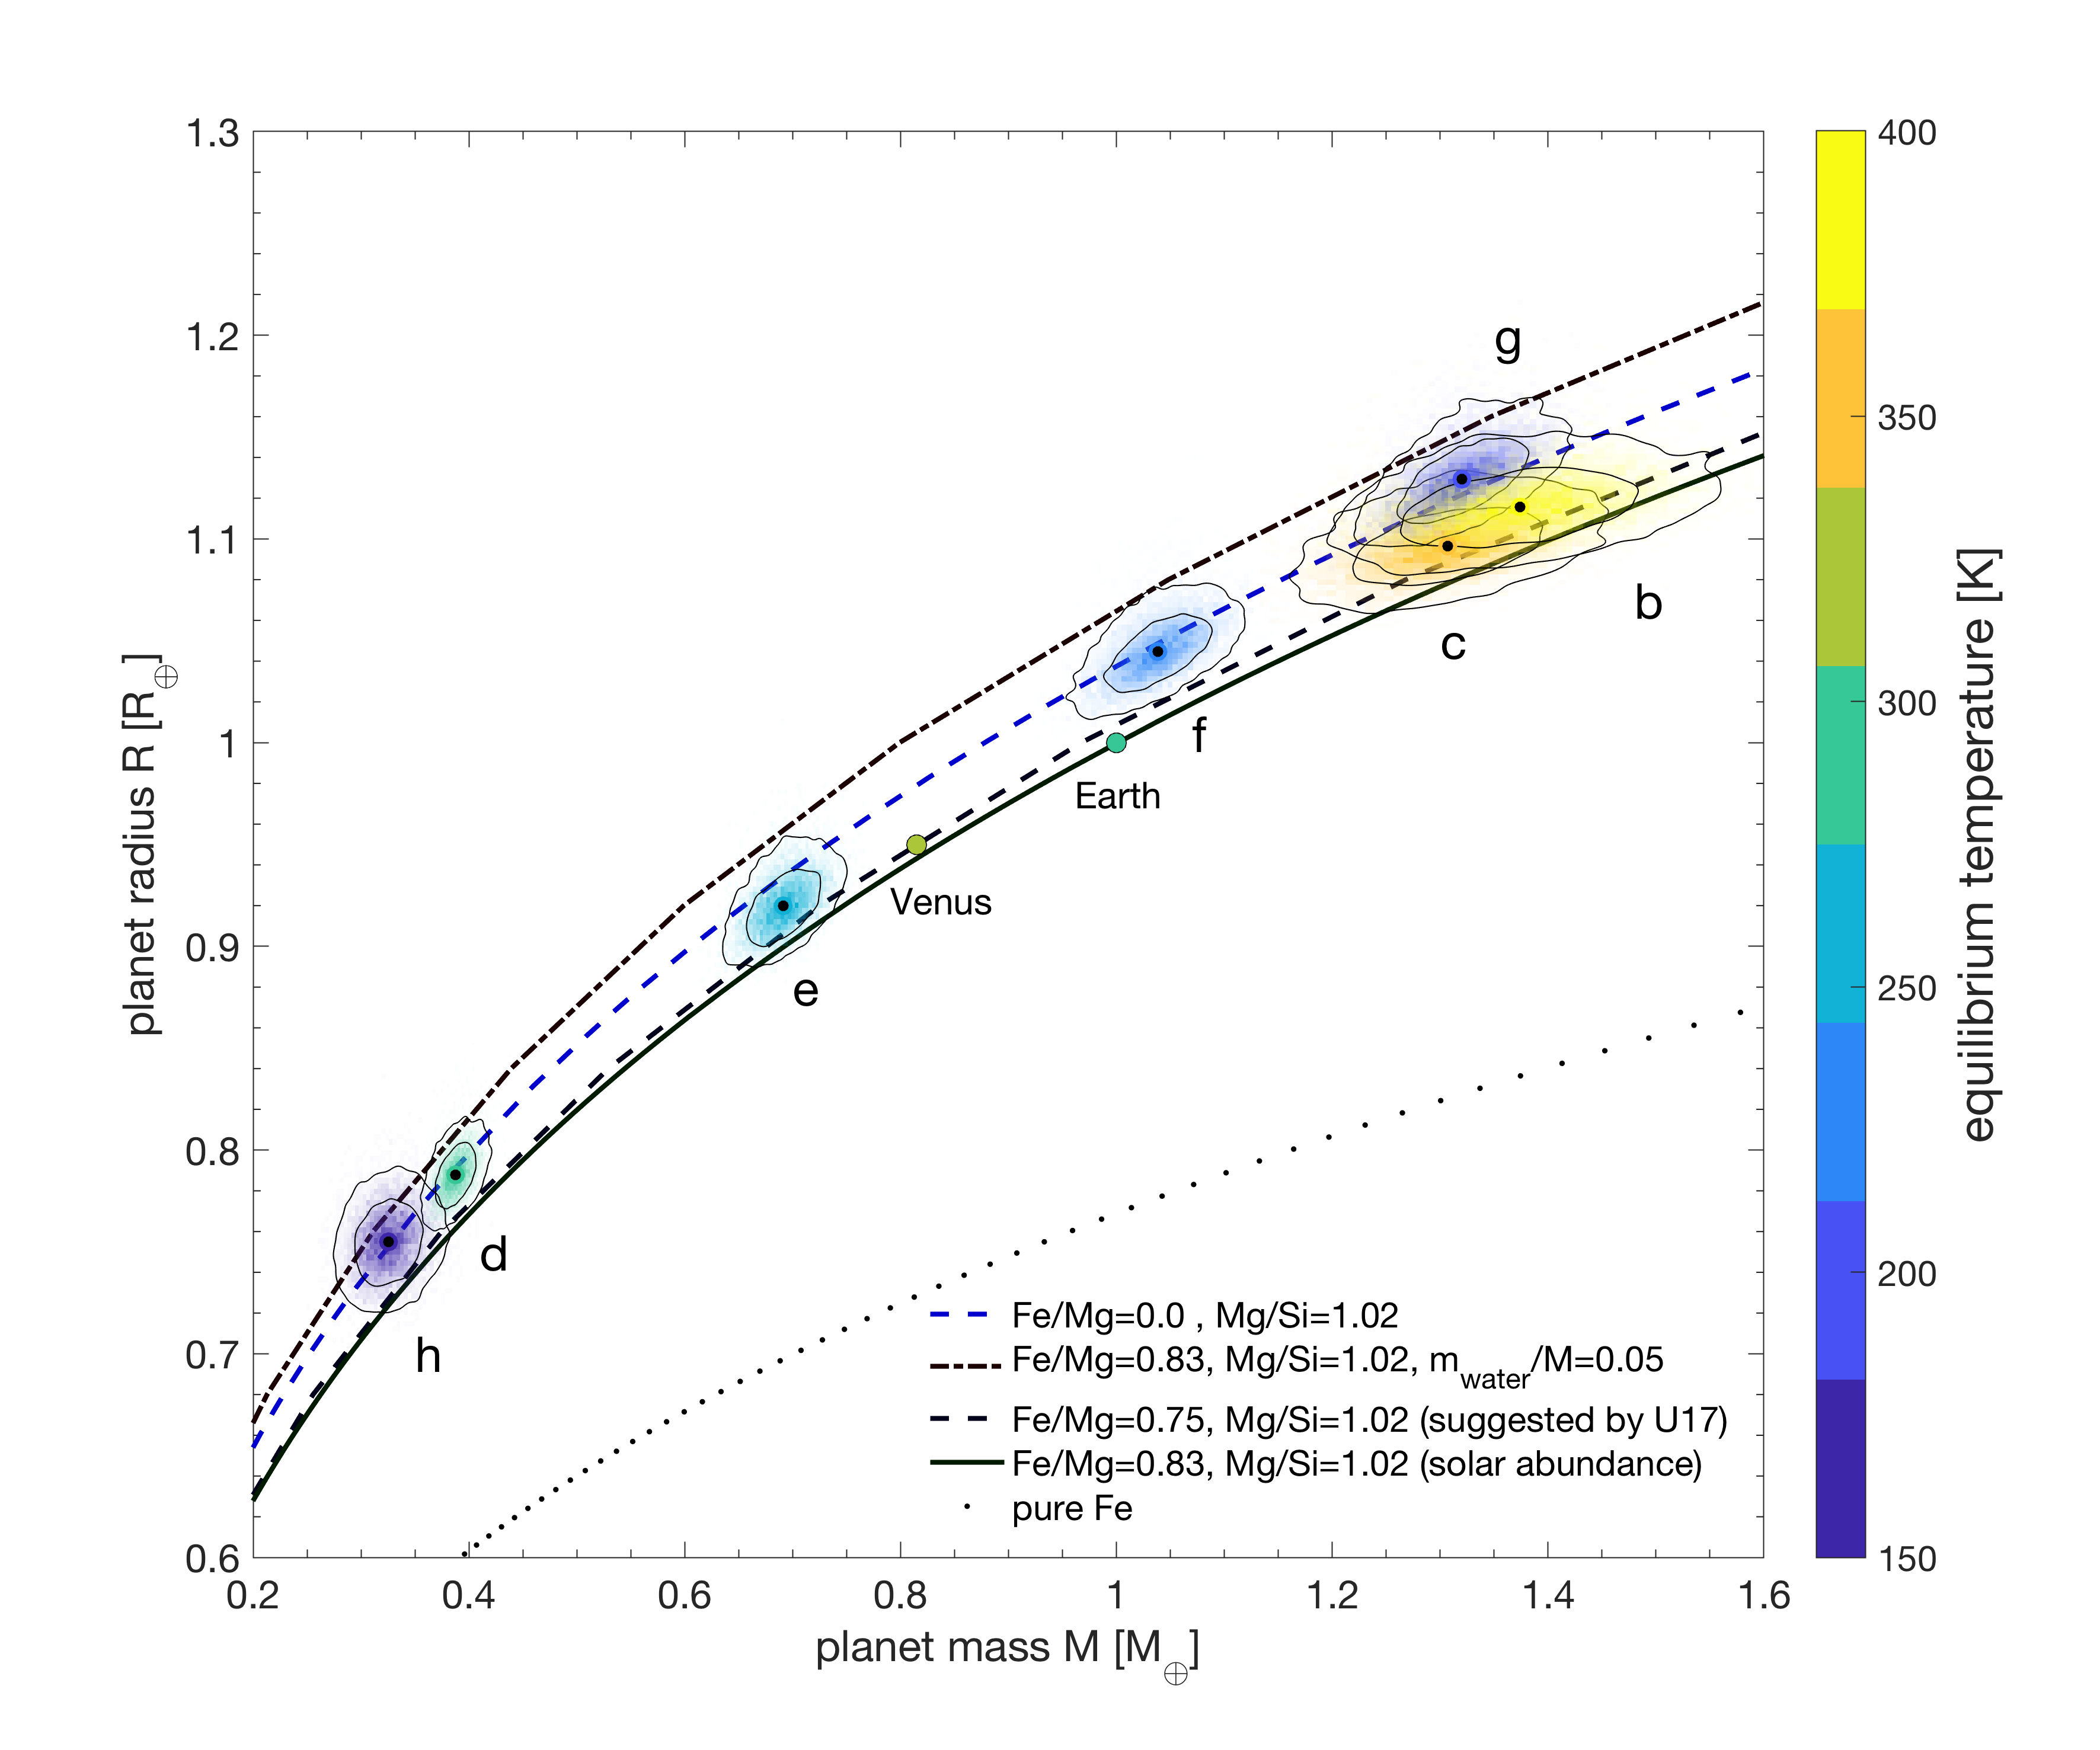 1.3
1.2
1.1
1
0.9
0.8
0.7
0.6
planet radius R [R⊕]
0.2 0.4 0.6 0.8 1 1.2 1.4 1.6
planet mass M [M⊕]
g
b
c
f
Earth
Venus
e
d
h
Fe/Mg=0.0 , Mg/Si=1.02
Fe/Mg=0.83, Mg/Si=1.02, mwater/M=0.05
Fe/Mg=0.75, Mg/Si=1.02 (suggested by U17)
Fe/Mg=0.83, Mg/Si=1.02 (solar abundance)
pure Fe
400
350
300
250
200
150
equilibrium temperature [K]